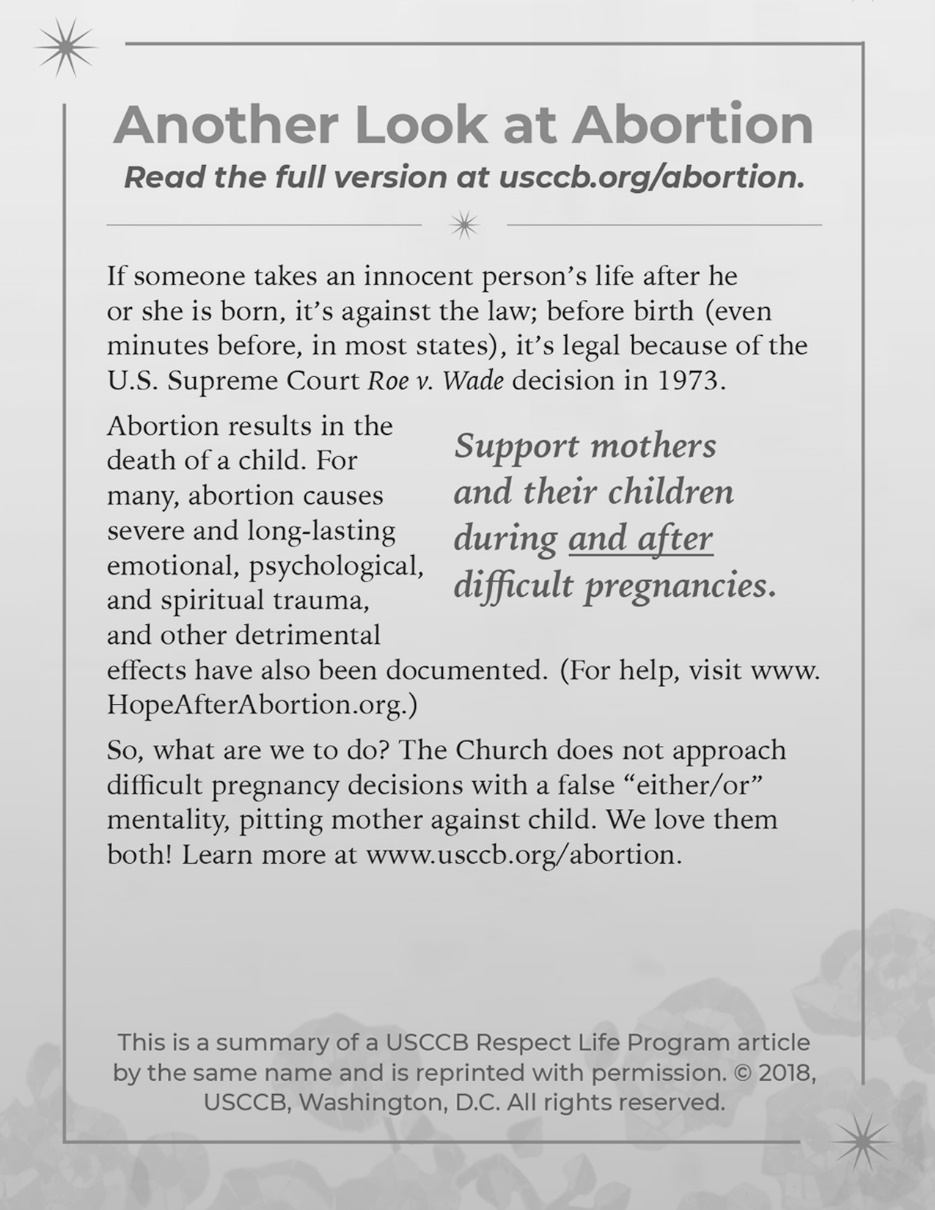 Another Look at Abortion
Read the full version at usccb.org/abortion.
If someone takes an innocent person’s life after he
or she is born, it’s against the law; before birth (even
minutes before, in most states), it’s legal because of the
U.S. Supreme Court Roe v. Wade decision in 1973.
Abortion results in the
death of a child. For
many, abortion causes
severe and long-lasting
emotional, psychological,
and spiritual trauma,
and other detrimental
effects have also been documented. (For help, visit www.
HopeAfterAbortion.org.)
Support mothers
and their children
during and after
difficult pregnancies.
So, what are we to do? The Church does not approach
difficult pregnancy decisions with a false “either/or”
mentality, pitting mother against child. We love them
both! Learn more at www.usccb.org/abortion.
This is a summary of a USCCB Respect Life Program article
by the same name and is reprinted with permission. © 2018,
USCCB, Washington, D.C. All rights reserved.